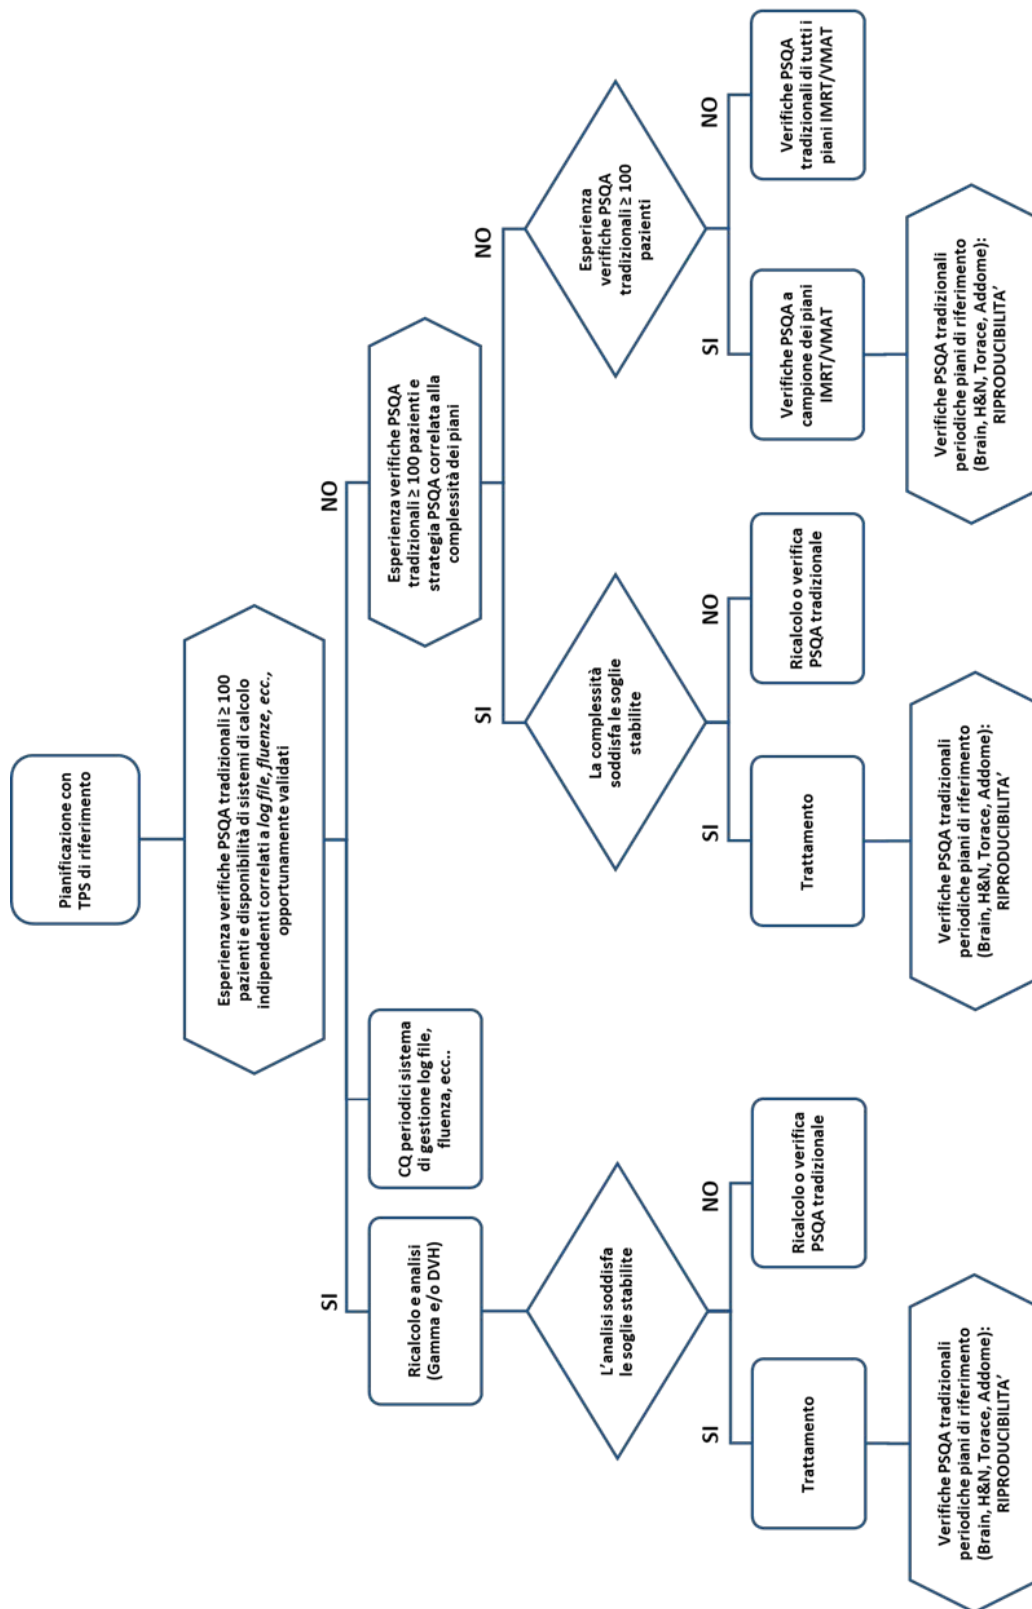 Pianificazione con
TPS di riferimento
Esperienza verifiche PSQA tradizionali ≥ 100
pazienti e disponibilità di sistemi di calcolo
indipendenti correlati a log file, fluenze, ecc.,
opportunamente validati
SI
NO
Ricalcolo e analisi
(Gamma e/o DVH)
CQ periodici sistema
di gestione log file,
fluenza, ecc..
Esperienza verifiche PSQA
tradizionali ≥ 100 pazienti e
strategia PSQA correlata alla
complessità dei piani
SI
NO
L'analisi soddisfa
le soglie stabilite
La complessità
soddisfa le soglie
stabilite
Esperienza
verifiche PSQA
tradizionali ≥ 100
pazienti
SI
NO
SI
NO
SI
NO
Trattamento
Ricalcolo o verifica
PSQA tradizionale
Trattamento
Ricalcolo o verifica
PSQA tradizionale
Verifiche PSQA a
campione dei piani
IMRT/VMAT
Verifiche PSQA
tradizionali di tutti i
piani IMRT/VMAT
Verifiche PSQA tradizionali
periodiche piani di riferimento
(Brain, H&N, Torace, Addome):
RIPRODUCIBILITA'
Verifiche PSQA tradizionali
periodiche piani di riferimento
(Brain, H&N, Torace, Addome):
RIPRODUCIBILITA'
Verifiche PSQA tradizionali
periodiche piani di riferimento
(Brain, H&N, Torace, Addome):
RIPRODUCIBILITA'